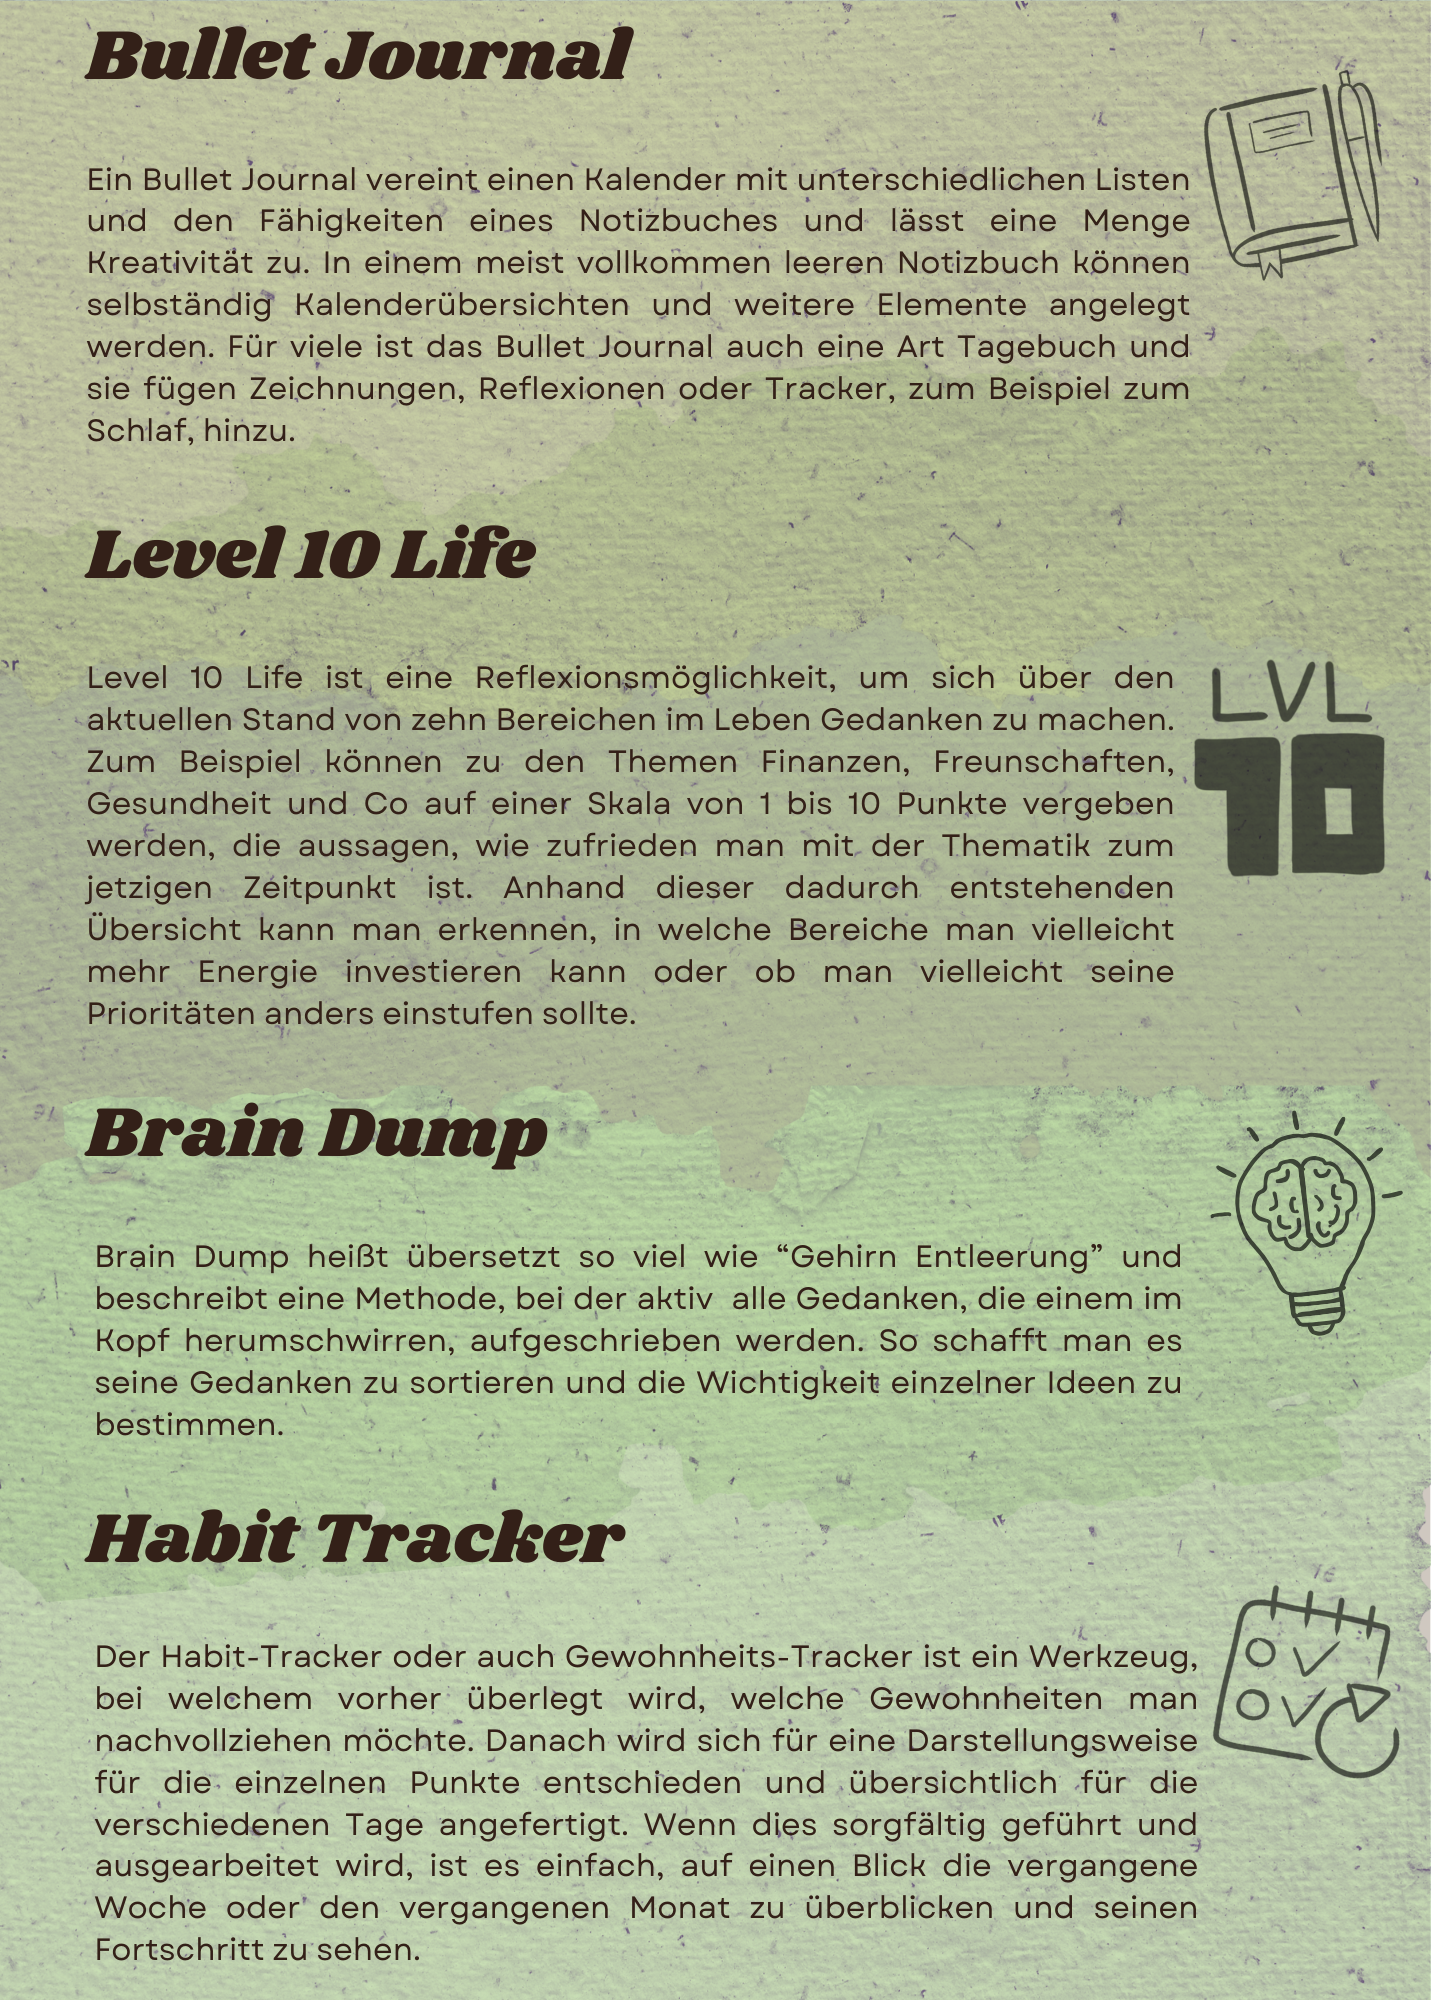 Bullet Journal
Ein Bullet Journal vereint einen Kalender mit unterschiedlichen Listen
und den Fähigkeiten eines Notizbuches und lässt eine Menge
Kreativität zu. In einem meist vollkommen leeren Notizbuch können
selbständig Kalenderübersichten und weitere Elemente angelegt
werden. Für viele ist das Bullet Journal auch eine Art Tagebuch und
sie fügen Zeichnungen, Reflexionen oder Tracker, zum Beispiel zum
Schlaf, hinzu.
Level 10 Life
Level 10 Life ist eine Reflexionsmöglichkeit, um sich über den
aktuellen Stand von zehn Bereichen im Leben Gedanken zu machen.
Zum Beispiel können zu den Themen Finanzen, Freunschaften,
Gesundheit und Co auf einer Skala von 1 bis 10 Punkte vergeben
werden, die aussagen, wie zufrieden man mit der Thematik zum
jetzigen Zeitpunkt ist. Anhand dieser dadurch entstehenden
Übersicht kann man erkennen, in welche Bereiche man vielleicht
mehr Energie investieren kann oder ob man vielleicht seine
Prioritäten anders einstufen sollte.
LVL
10
Brain Dump
Brain Dump heißt übersetzt so viel wie “Gehirn Entleerung” und
beschreibt eine Methode, bei der aktiv  alle Gedanken, die einem im
Kopf herumschwirren, aufgeschrieben werden. So schafft man es
seine Gedanken zu sortieren und die Wichtigkeit einzelner Ideen zu
bestimmen.
Habit Tracker
Der Habit-Tracker oder auch Gewohnheits-Tracker ist ein Werkzeug,
bei welchem vorher überlegt wird, welche Gewohnheiten man
nachvollziehen möchte. Danach wird sich für eine Darstellungsweise
für die einzelnen Punkte entschieden und übersichtlich für die
verschiedenen Tage angefertigt. Wenn dies sorgfältig geführt und
ausgearbeitet wird, ist es einfach, auf einen Blick die vergangene
Woche oder den vergangenen Monat zu überblicken und seinen
Fortschritt zu sehen.